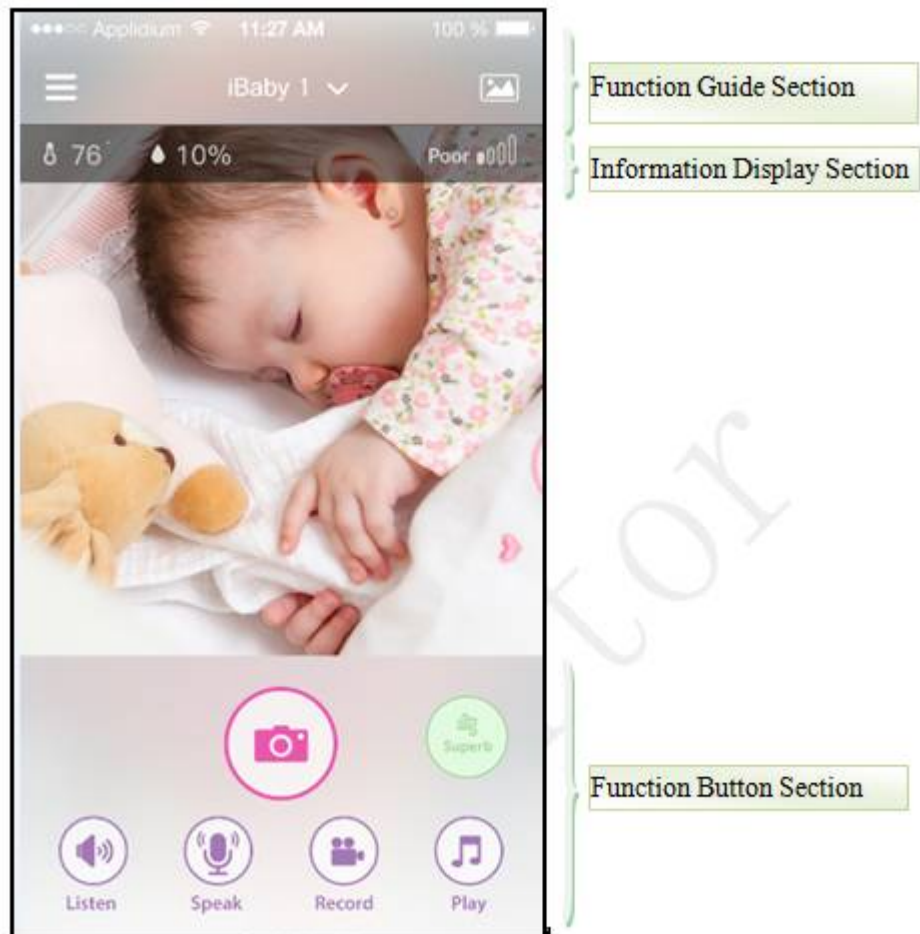 Applidium 11:27 AM 100 %
iBaby 1
Function Guide Section
76° 10% Poor
Information Display Section
Superb
Function Button Section
Listen Speak Record Play